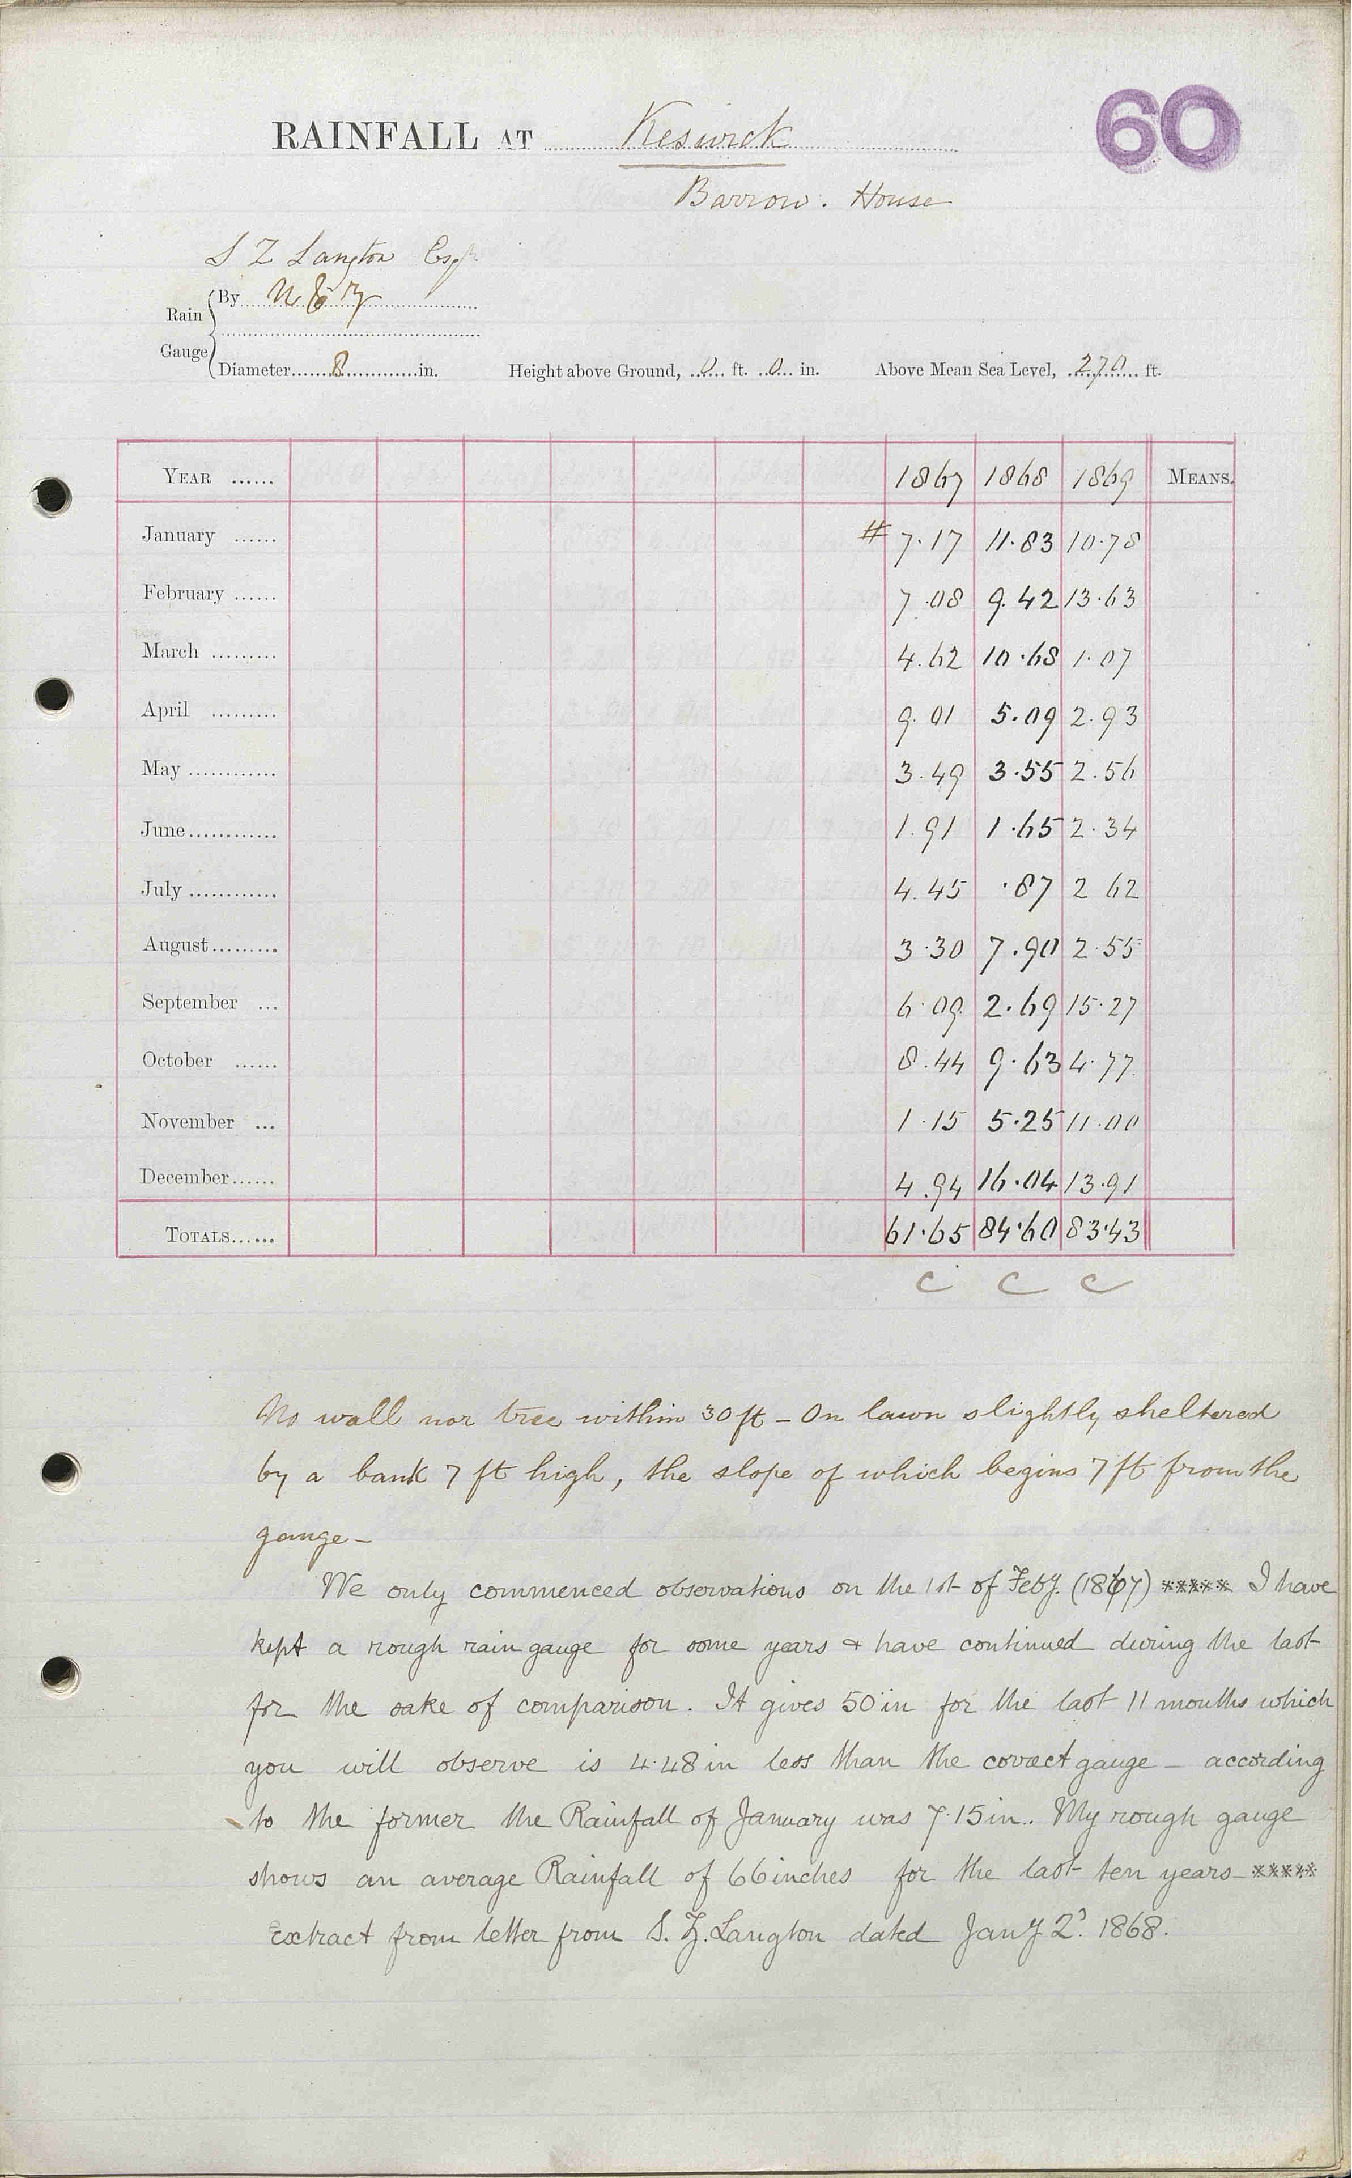 60
RAINFALL AT Keswick
Barrow. House
S Z Langton Esqr
Rain Gauge
By N & Z
Diameter 8 in. Height above Ground, 0 ft. 0 in. Above Mean Sea Level, 270 ft.
YEAR 1867 1868 1869 MEANS.
January # 7.17 11.83 10.78
February 7.08 9.42 13.63
March 4.62 10.68 1.07
April 9.01 5.09 2.93
May 3.49 3.55 2.56
June 1.91 1.65 2.34
July 4.45 .87 2 62
August 3.30 7.90 2.55
September 6.09 2.69 15.27
October 8.44 9.63 4.77
November 1.15 5.25 11.00
December 4.94 16.04 13.91
TOTALS 61.65 84.60 83.43
C C C
No wall nor tree within 30 ft - On lawn slightly sheltered
by a bank 7 ft high, the slope of which begins 7 ft from the
gauge -
We only commenced observations on the 1st of Feby. (1867) ***** I have
kept a rough rain gauge for some years & have continued during the last
for the sake of comparison. It gives 50 in for the last 11 months which
you will observe is 4.48 in less than the correct gauge - according
to the former the Rainfall of January was 7.15 in. My rough gauge
shows an average Rainfall of 66 inches for the last ten years - *****
Extract from letter from S. Z. Langton dated Jany 2d. 1868.